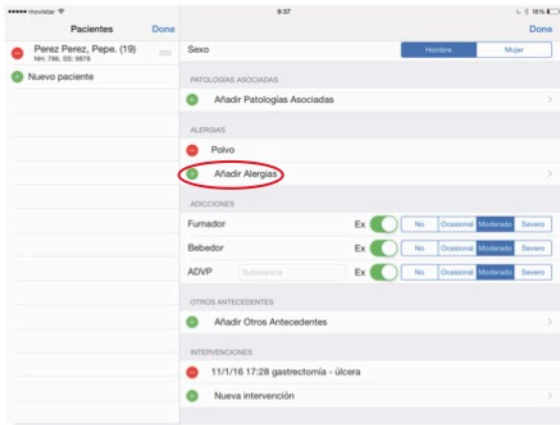 movistar 9:37 18%
Pacientes Done
Done
Perez Perez, Pepe. (19)
NH: 786, SS: 9878
Nuevo paciente
Sexo Hombre Mujer
PATOLOGÍAS ASOCIADAS
Añadir Patologías Asociadas
ALERGIAS
Polvo
Añadir Alergias
ADICCIONES
Fumador Ex No Ocasional Moderado Severo
Bebedor Ex No Ocasional Moderado Severo
ADVP Substancia Ex No Ocasional Moderado Severo
OTROS ANTECEDENTES
Añadir Otros Antecedentes
INTERVENCIONES
11/1/16 17:28 gastrectomía - úlcera
Nueva intervención